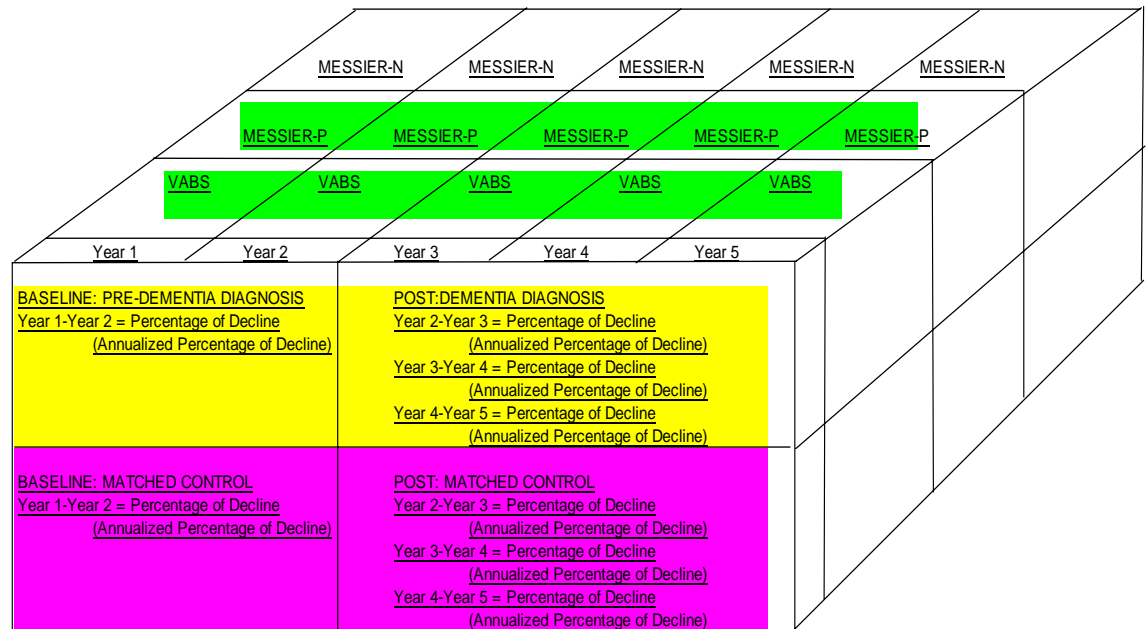 MESSIER-N MESSIER-N MESSIER-N MESSIER-N MESSIER-N
MESSIER-P MESSIER-P MESSIER-P MESSIER-P MESSIER-P
VABS VABS VABS VABS VABS
Year 1 Year 2 Year 3 Year 4 Year 5
BASELINE: PRE-DEMENTIA DIAGNOSIS
Year 1-Year 2 = Percentage of Decline
(Annualized Percentage of Decline)
POST:DEMENTIA DIAGNOSIS
Year 2-Year 3 = Percentage of Decline
(Annualized Percentage of Decline)
Year 3-Year 4 = Percentage of Decline
(Annualized Percentage of Decline)
Year 4-Year 5 = Percentage of Decline
(Annualized Percentage of Decline)
BASELINE: MATCHED CONTROL
Year 1-Year 2 = Percentage of Decline
(Annualized Percentage of Decline)
POST: MATCHED CONTROL
Year 2-Year 3 = Percentage of Decline
(Annualized Percentage of Decline)
Year 3-Year 4 = Percentage of Decline
(Annualized Percentage of Decline)
Year 4-Year 5 = Percentage of Decline
(Annualized Percentage of Decline)